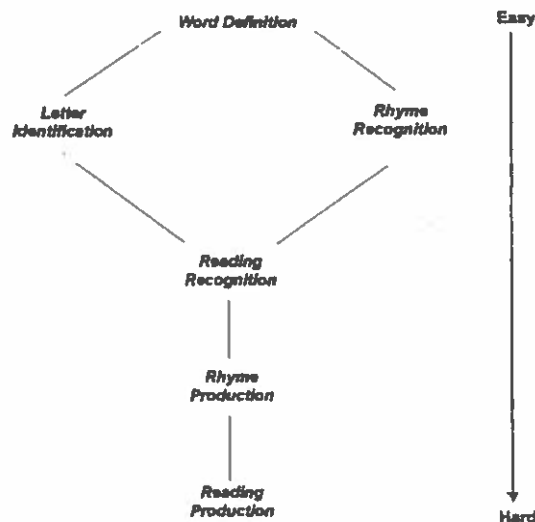 Word Definition
Easy
Letter
Identification
Rhyme
Recognition
Reading
Recognition
Rhyme
Production
Reading
Production
Hard